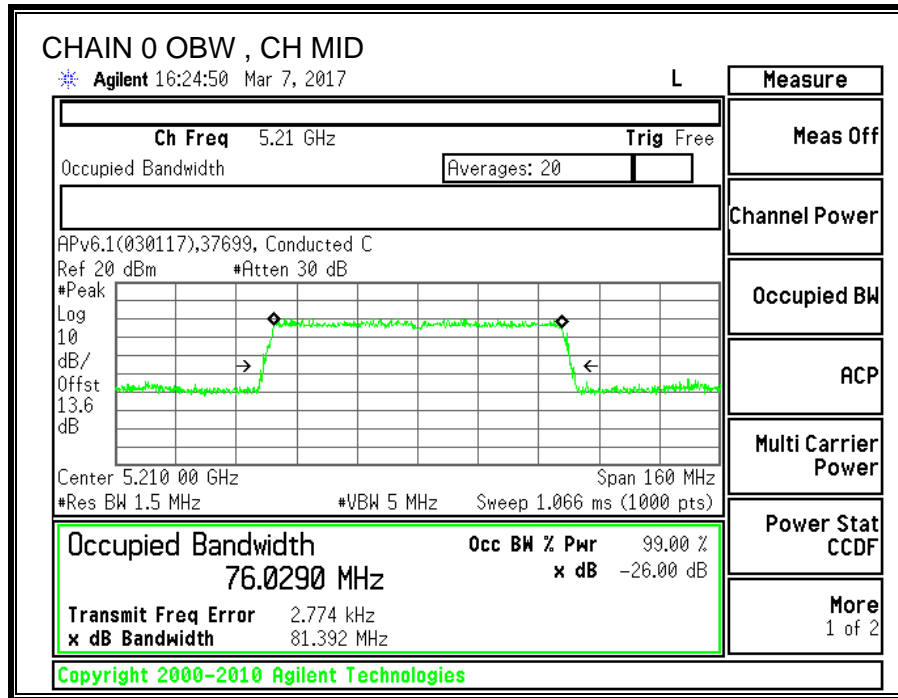 CHAIN 0 OBW , CH MID
Agilent 16:24:50 Mar 7, 2017 L
Measure
Ch Freq 5.21 GHz Trig Free
Meas Off
Occupied Bandwidth Averages: 20
Channel Power
APv6.1(030117),37699, Conducted C
Ref 20 dBm #Atten 30 dB
#Peak
Log
10
dB/
Offst
13.6
dB
Occupied BW
ACP
Center 5.210 00 GHz Span 160 MHz
#Res BW 1.5 MHz #VBW 5 MHz Sweep 1.066 ms (1000 pts)
Multi Carrier
Power
Occupied Bandwidth Occ BW % Pwr 99.00 %
76.0290 MHz x dB -26.00 dB
Transmit Freq Error 2.774 kHz
x dB Bandwidth 81.392 MHz
Power Stat
CCDF
More
1 of 2
Copyright 2000-2010 Agilent Technologies